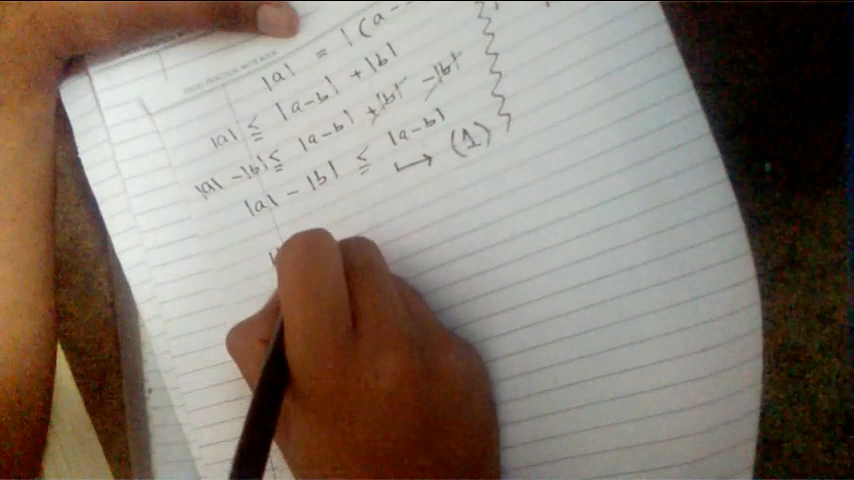 |a| = |(a-
|a| ≤ |a-b| + |b|
|a| - |b| ≤ |a-b| + |b| - |b|
|a| - |b| ≤ |a-b| ↦ (1)